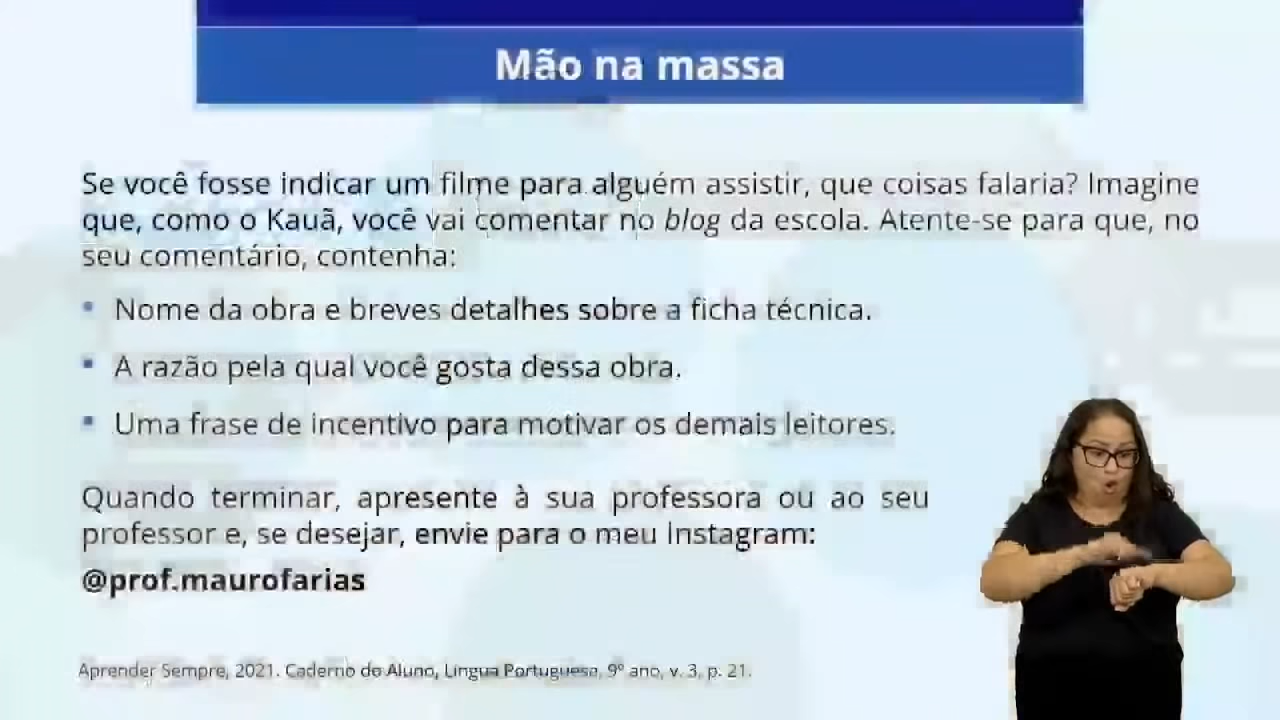 Mão na massa
Se você fosse indicar um filme para alguém assistir, que coisas falaria? Imagine
que, como o Kauã, você vai comentar no blog da escola. Atente-se para que, no
seu comentário, contenha:
▪ Nome da obra e breves detalhes sobre a ficha técnica.
▪ A razão pela qual você gosta dessa obra.
▪ Uma frase de incentivo para motivar os demais leitores.
Quando terminar, apresente à sua professora ou ao seu
professor e, se desejar, envie para o meu Instagram:
@prof.maurofarias
Aprender Sempre, 2021. Caderno do Aluno, Língua Portuguesa, 9º ano, v. 3, p. 21.